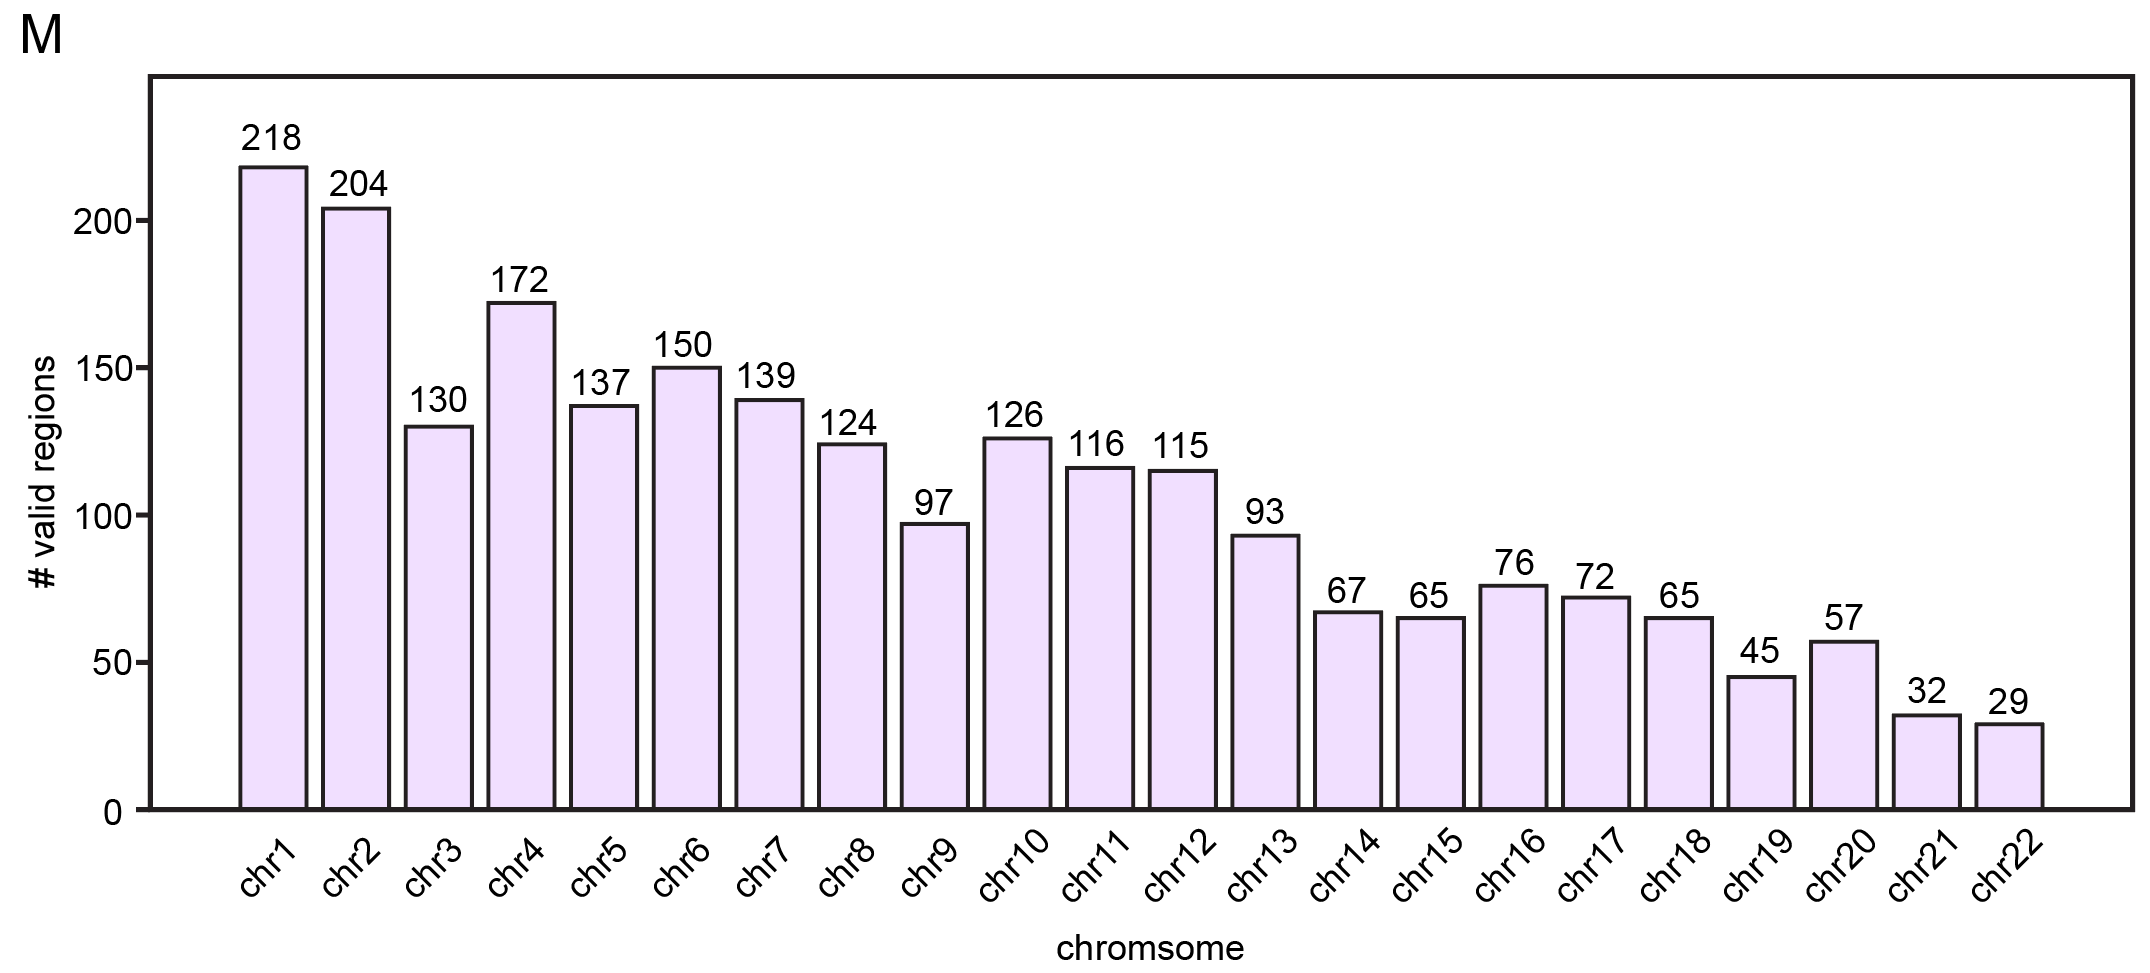 M
218
204
200
172
150
150
139
137
130
126
124
116
115
100
97
93
76
72
67
65
65
57
50
45
32
29
0
# valid regions
chr1
chr2
chr3
chr4
chr5
chr6
chr7
chr8
chr9
chr10
chr11
chr12
chr13
chr14
chr15
chr16
chr17
chr18
chr19
chr20
chr21
chr22
chromsome